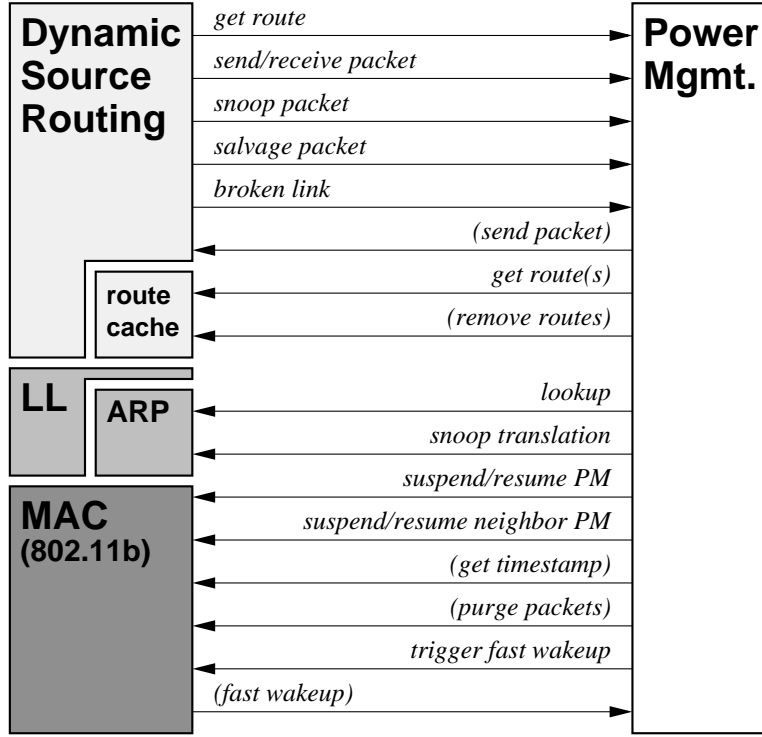 Dynamic
Source
Routing
Power
Mgmt.
get route
send/receive packet
snoop packet
salvage packet
broken link
(send packet)
get route(s)
(remove routes)
route
cache
LL
ARP
lookup
snoop translation
MAC
(802.11b)
suspend/resume PM
suspend/resume neighbor PM
(get timestamp)
(purge packets)
trigger fast wakeup
(fast wakeup)